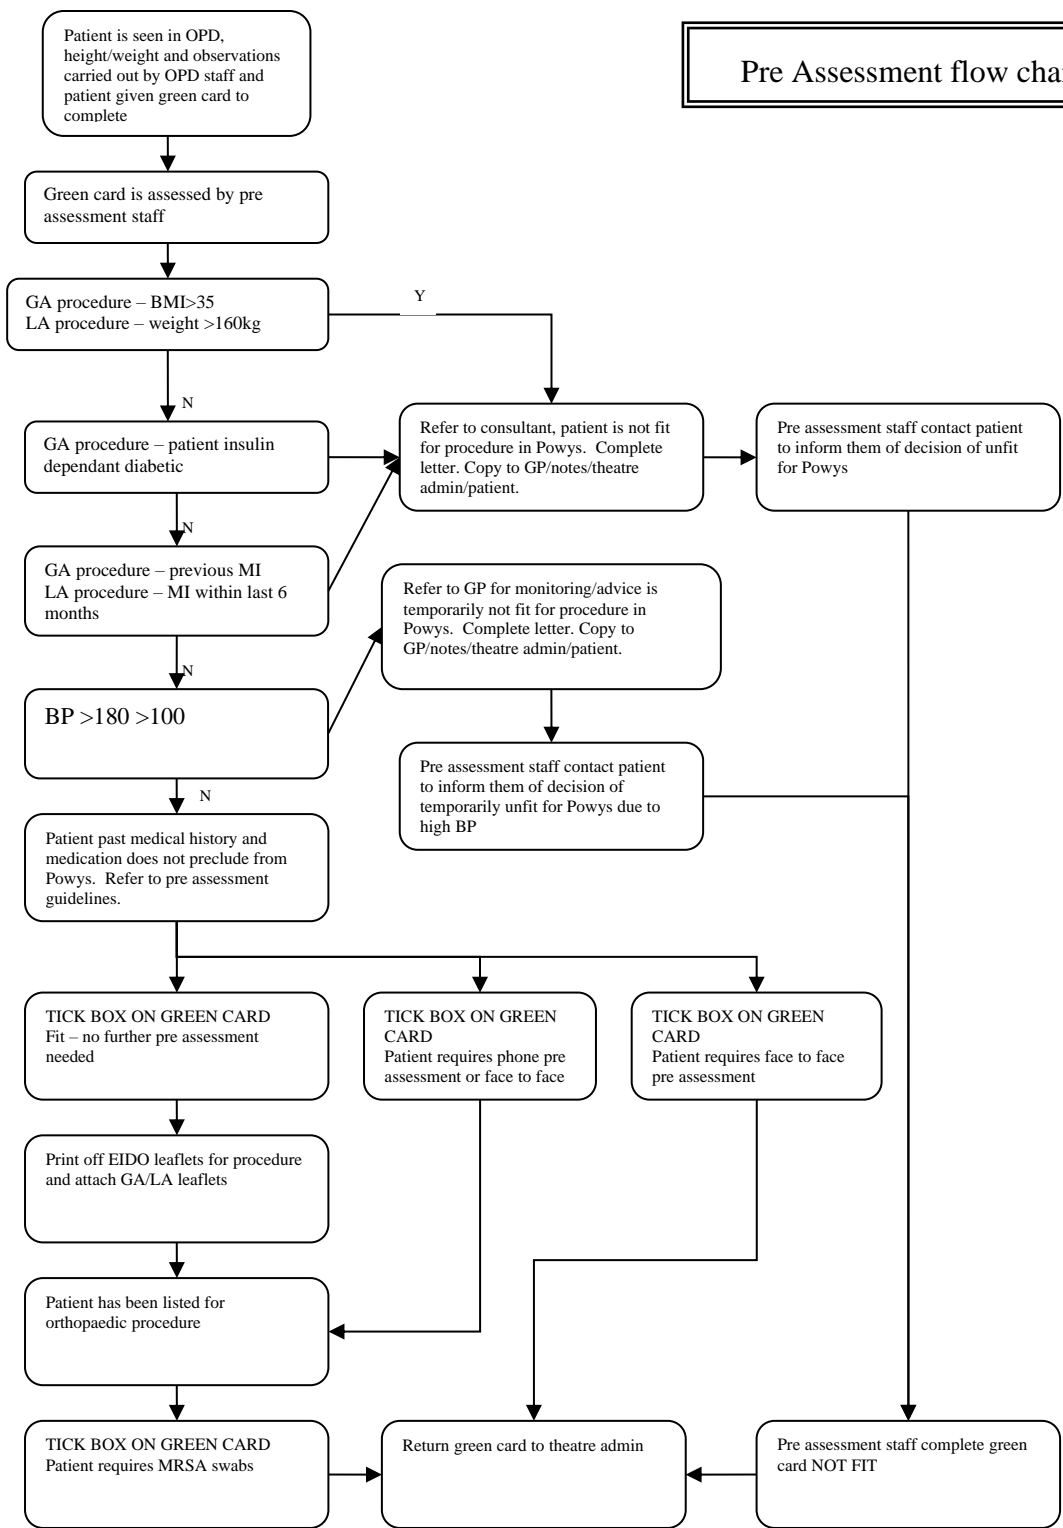 Patient is seen in OPD,
height/weight and observations
carried out by OPD staff and
patient given green card to
complete
Pre Assessment flow
Green card is assessed by pre
assessment staff
GA procedure – BMI>35
LA procedure – weight >160kg
Y
N
GA procedure – patient insulin
dependant diabetic
Refer to consultant, patient is not fit
for procedure in Powys.  Complete
letter. Copy to GP/notes/theatre
admin/patient.
Pre assessment staff contact patient
to inform them of decision of unfit
for Powys
N
GA procedure – previous MI
LA procedure – MI within last 6
months
Refer to GP for monitoring/advice is
temporarily not fit for procedure in
Powys.  Complete letter. Copy to
GP/notes/theatre admin/patient.
N
BP >180 >100
Pre assessment staff contact patient
to inform them of decision of
temporarily unfit for Powys due to
high BP
N
Patient past medical history and
medication does not preclude from
Powys.  Refer to pre assessment
guidelines.
TICK BOX ON GREEN CARD
Fit – no further pre assessment
needed
TICK BOX ON GREEN
CARD
Patient requires phone pre
assessment or face to face
TICK BOX ON GREEN
CARD
Patient requires face to face
pre assessment
Print off EIDO leaflets for procedure
and attach GA/LA leaflets
Patient has been listed for
orthopaedic procedure
TICK BOX ON GREEN CARD
Patient requires MRSA swabs
Return green card to theatre admin
Pre assessment staff complete green
card NOT FIT